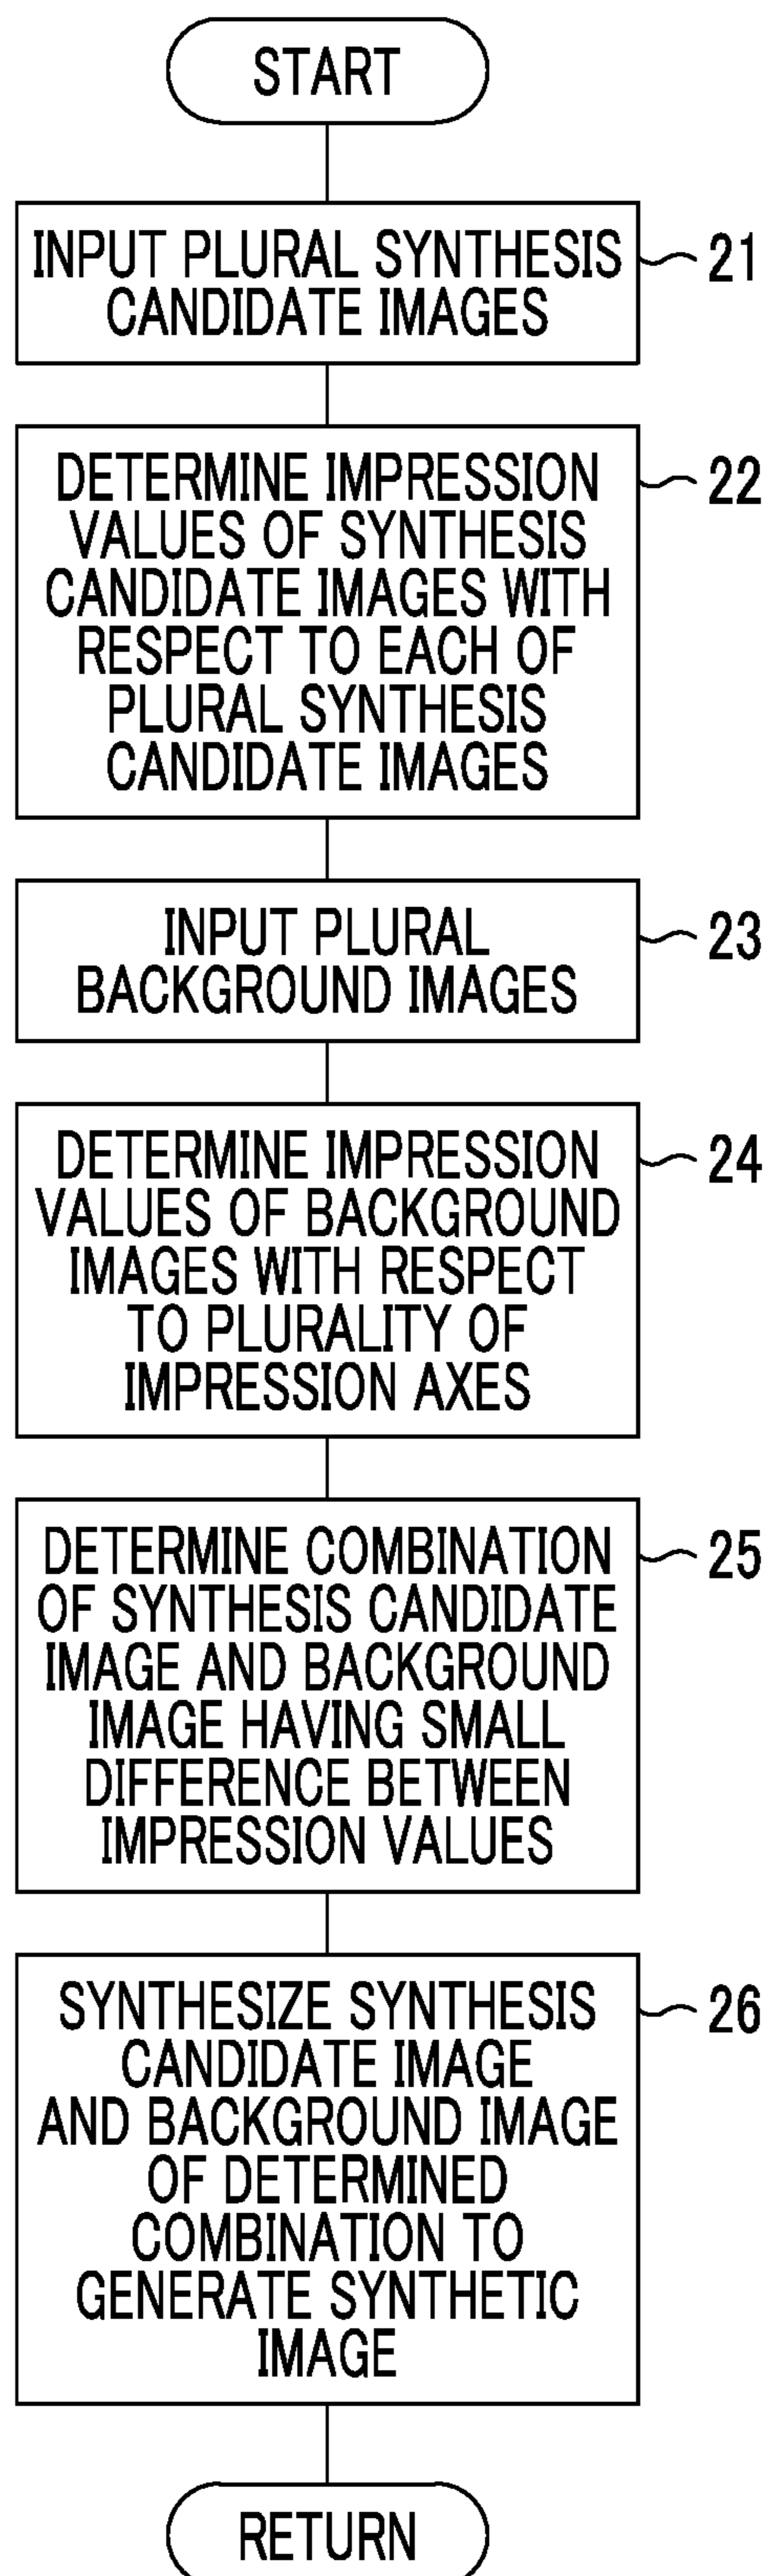 START
INPUT PLURAL SYNTHESIS
CANDIDATE IMAGES
21
DETERMINE IMPRESSION
VALUES OF SYNTHESIS
CANDIDATE IMAGES WITH
RESPECT TO EACH OF
PLURAL SYNTHESIS
CANDIDATE IMAGES
22
INPUT PLURAL
BACKGROUND IMAGES
23
DETERMINE IMPRESSION
VALUES OF BACKGROUND
IMAGES WITH RESPECT
TO PLURALITY OF
IMPRESSION AXES
24
DETERMINE COMBINATION
OF SYNTHESIS CANDIDATE
IMAGE AND BACKGROUND
IMAGE HAVING SMALL
DIFFERENCE BETWEEN
IMPRESSION VALUES
25
SYNTHESIZE SYNTHESIS
CANDIDATE IMAGE
AND BACKGROUND IMAGE
OF DETERMINED
COMBINATION TO
GENERATE SYNTHETIC
IMAGE
26
RETURN